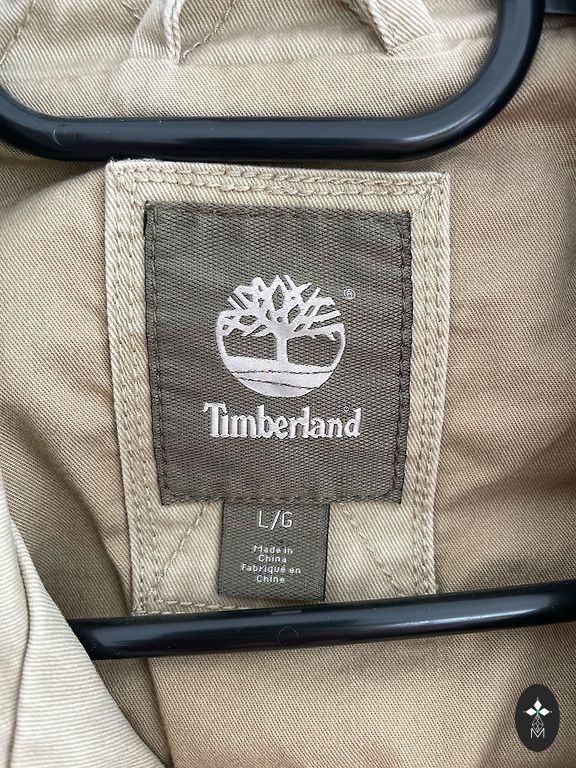 ®
Timberland®
L/G
Made in
China
Fabriqué en
Chine
M